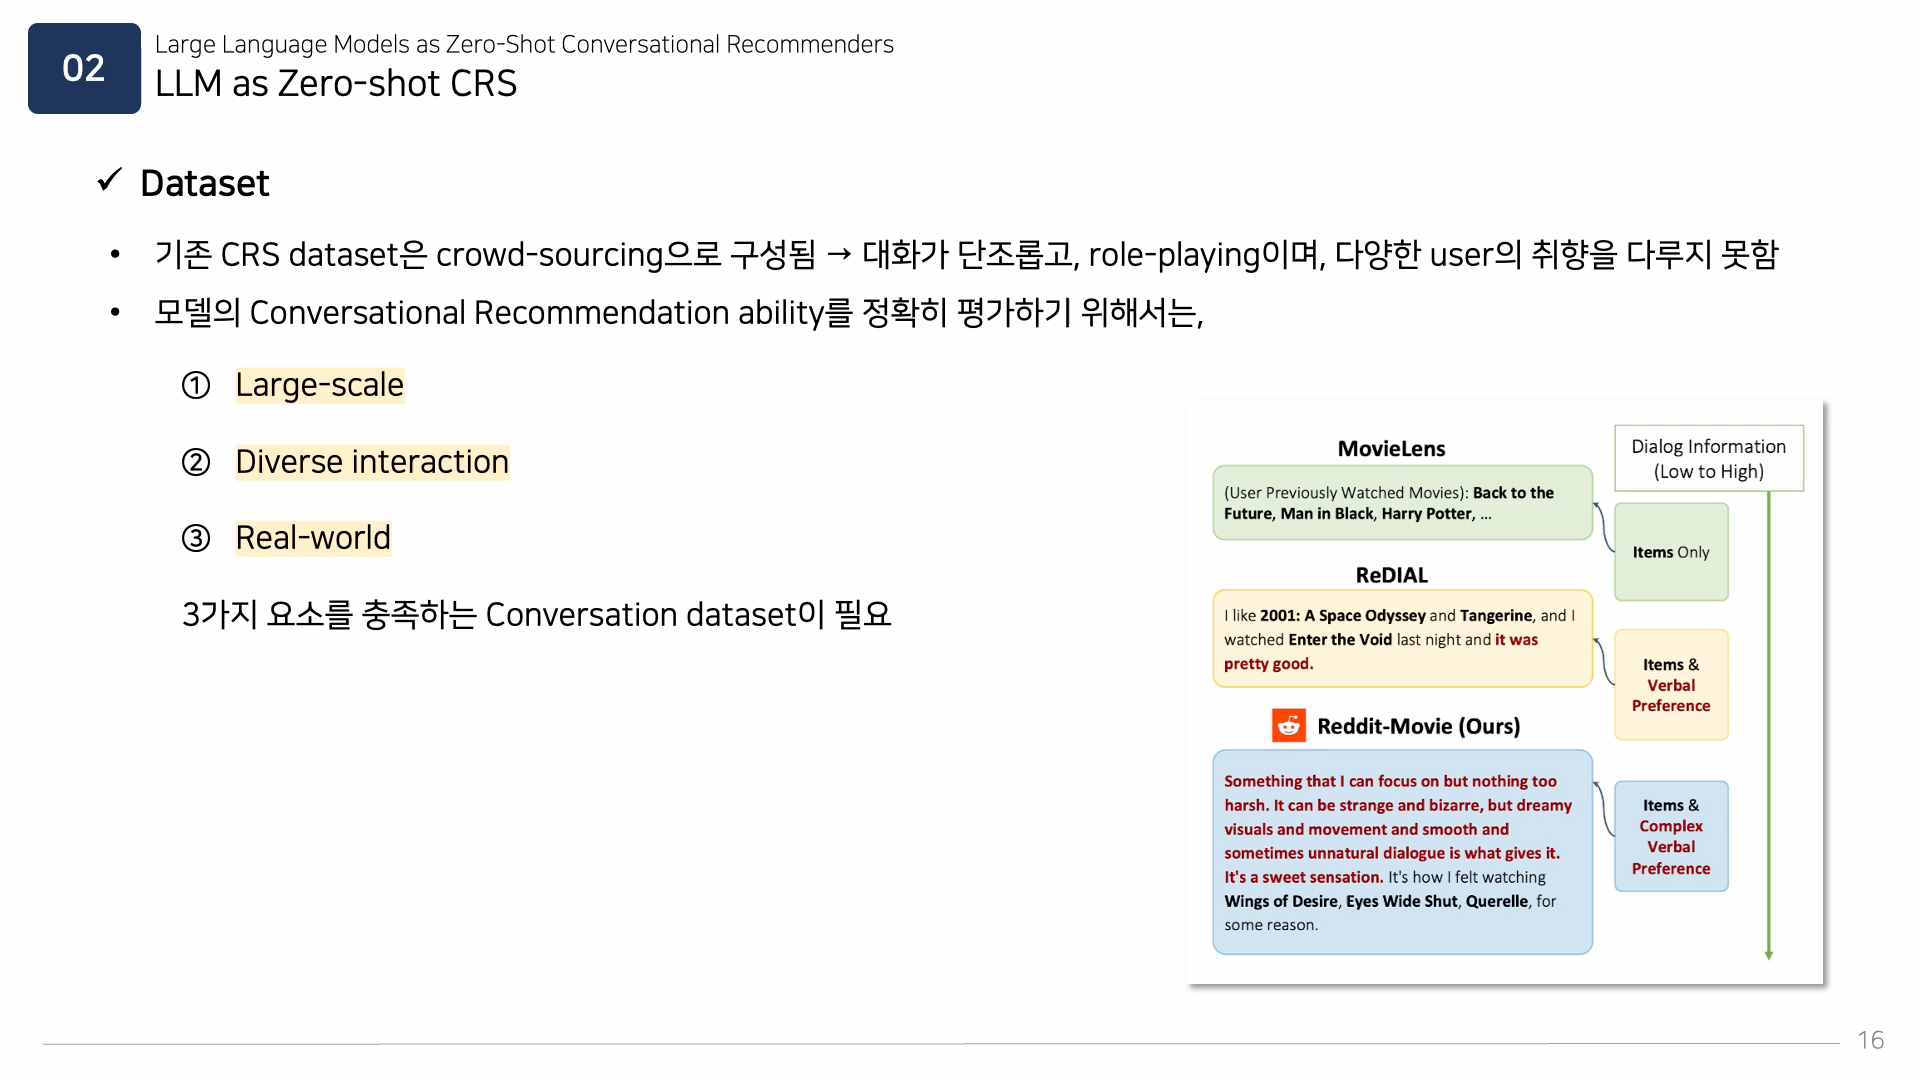 02
Large Language Models as Zero-Shot Conversational Recommenders
LLM as Zero-shot CRS
✓ Dataset
• 기존 CRS dataset은 crowd-sourcing으로 구성됨 → 대화가 단조롭고, role-playing이며, 다양한 user의 취향을 다루지 못함
• 모델의 Conversational Recommendation ability를 정확히 평가하기 위해서는,
① Large-scale
② Diverse interaction
③ Real-world
3가지 요소를 충족하는 Conversation dataset이 필요
MovieLens
(User Previously Watched Movies): Back to the
Future, Man in Black, Harry Potter, ...
ReDIAL
I like 2001: A Space Odyssey and Tangerine, and I
watched Enter the Void last night and it was
pretty good.
Reddit-Movie (Ours)
Something that I can focus on but nothing too
harsh. It can be strange and bizarre, but dreamy
visuals and movement and smooth and
sometimes unnatural dialogue is what gives it.
It's a sweet sensation. It's how I felt watching
Wings of Desire, Eyes Wide Shut, Querelle, for
some reason.
Dialog Information
(Low to High)
Items Only
Items &
Verbal
Preference
Items &
Complex
Verbal
Preference
16